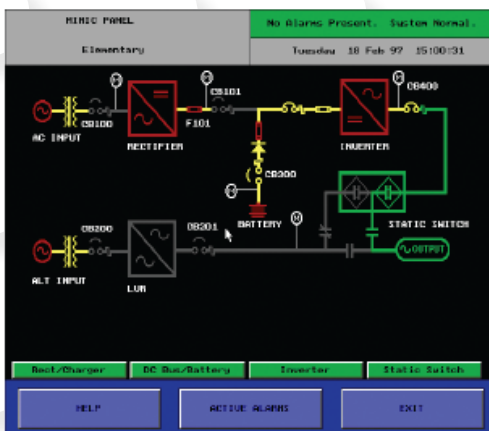 MIMIC PANEL
No Alarms Present. System Normal.
Elementary
Tuesday 18 Feb 97 15:00:31
CB101
CB400
CB100
F101
AC INPUT
RECTIFIER
INVERTER
CB300
BATTERY
CB200
CB201
STATIC SWITCH
OUTPUT
ALT INPUT
LVR
Rect/Charger
DC Bus/Battery
Inverter
Static Switch
HELP
ACTIVE ALARMS
EXIT